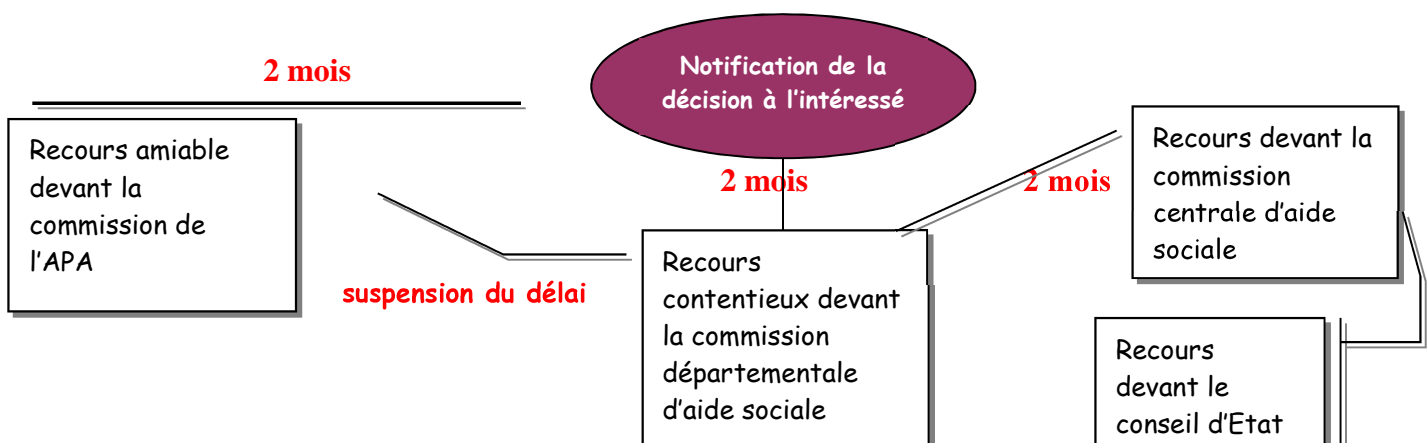 2 mois
Notification de la
décision à l'intéressé
Recours amiable
devant la
commission de
l'APA
suspension du délai
2 mois
Recours
contentieux devant
la commission
départementale
d'aide sociale
2 mois
Recours devant la
commission
centrale d'aide
sociale
Recours
devant le
conseil d'Etat